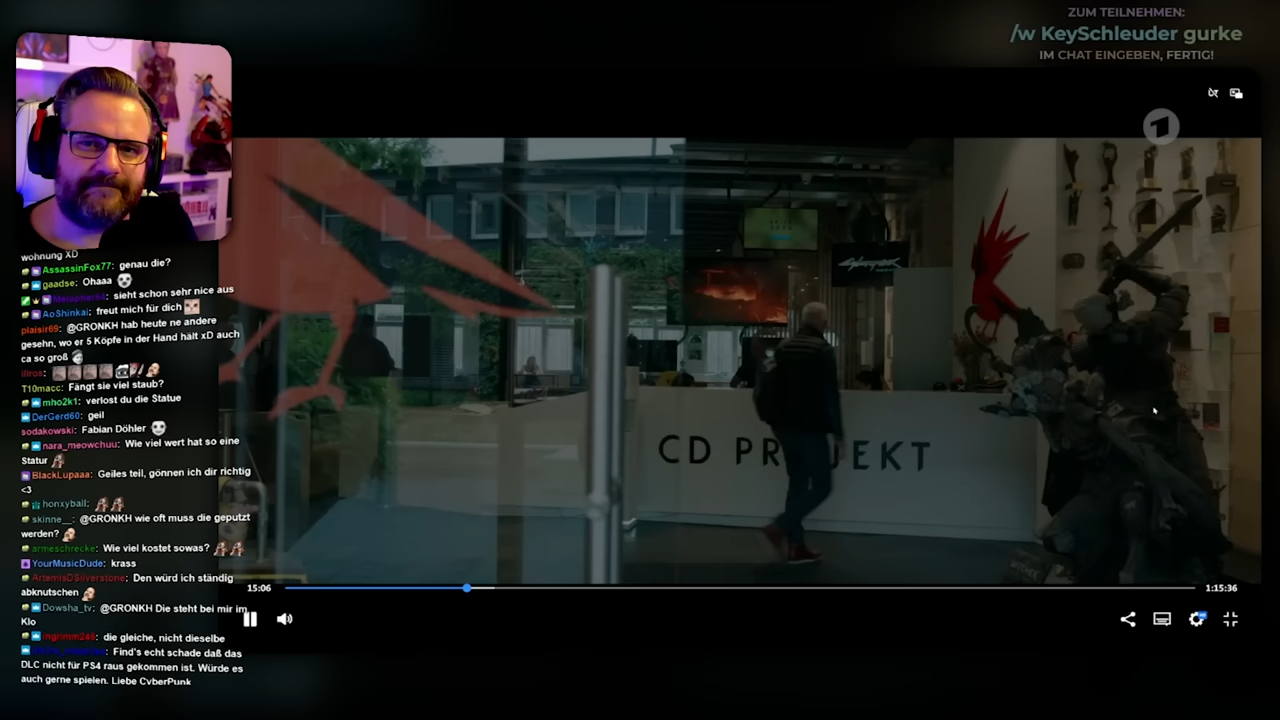 ZUM TEILNEHMEN:
/w KeySchleuder gurke
IM CHAT EINGEBEN, FERTIG!
wohnung XD
AssassinFox77: genau die?
gaadse: Ohaaa
sieht schon sehr nice aus
AoShinkai: freut mich für dich
plaisir69: @GRONKH hab heute ne andere
gesehn, wo er 5 Köpfe in der Hand hält xD auch
ca so groß
T10macc: Fängt sie viel staub?
mho2k1: verlost du die Statue
DerGerd60: geil
sodakowski: Fabian Döhler
nara_meowchuu: Wie viel wert hat so eine
Statur
BlackLupaaa: Geiles teil, gönnen ich dir richtig
<3
honxyball:
skinne__: @GRONKH wie oft muss die geputzt
werden?
armeschrecke: Wie viel kostet sowas?
YourMusicDude: krass
ArtemisDSilverstone: Den würd ich ständig
abknutschen
Dowsha_tv: @GRONKH Die steht bei mir im
Klo
ingrimm245: die gleiche, nicht dieselbe
Find's echt schade daß das
DLC nicht für PS4 raus gekommen ist. Würde es
auch gerne spielen. Liebe CyberPunk
Cyberpunk
CD PROJEKT
15:06
1:15:36